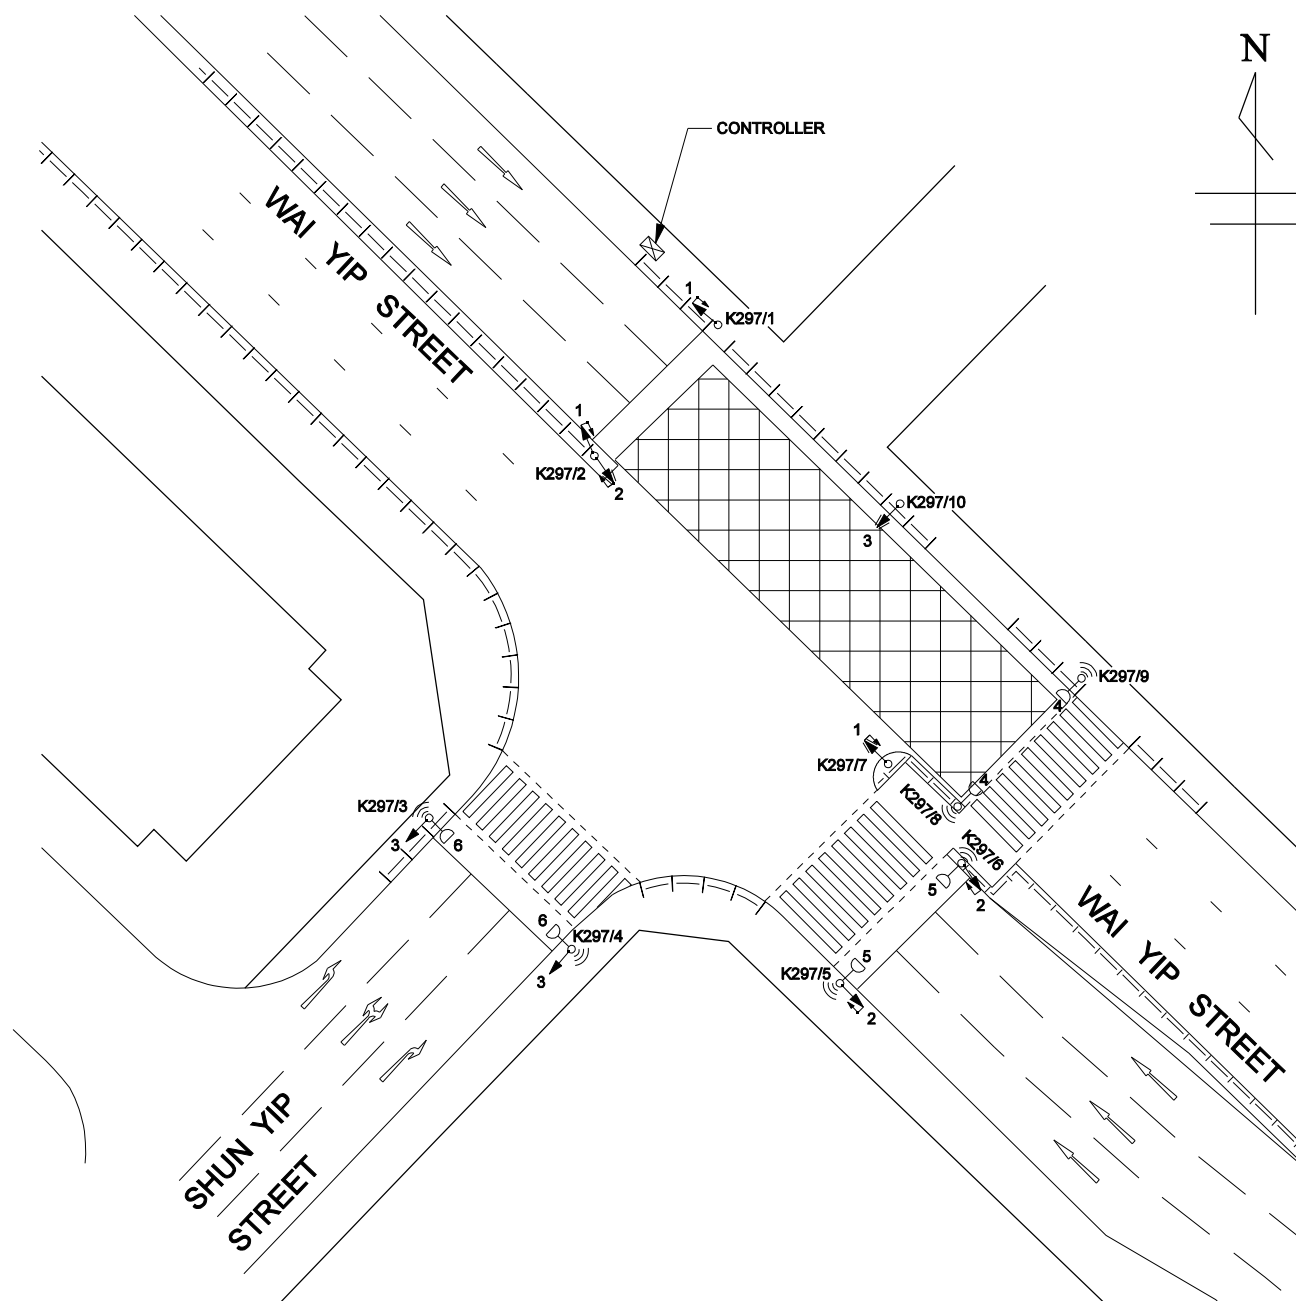 N
CONTROLLER
WAI YIP STREET
1
K297/1
1
K297/2
2
K297/10
3
K297/9
4
1
K297/7
4
K297/8
K297/3
3
6
K297/6
5
2
WAI YIP STREET
6
K297/4
3
5
K297/5
2
SHUN YIP
STREET